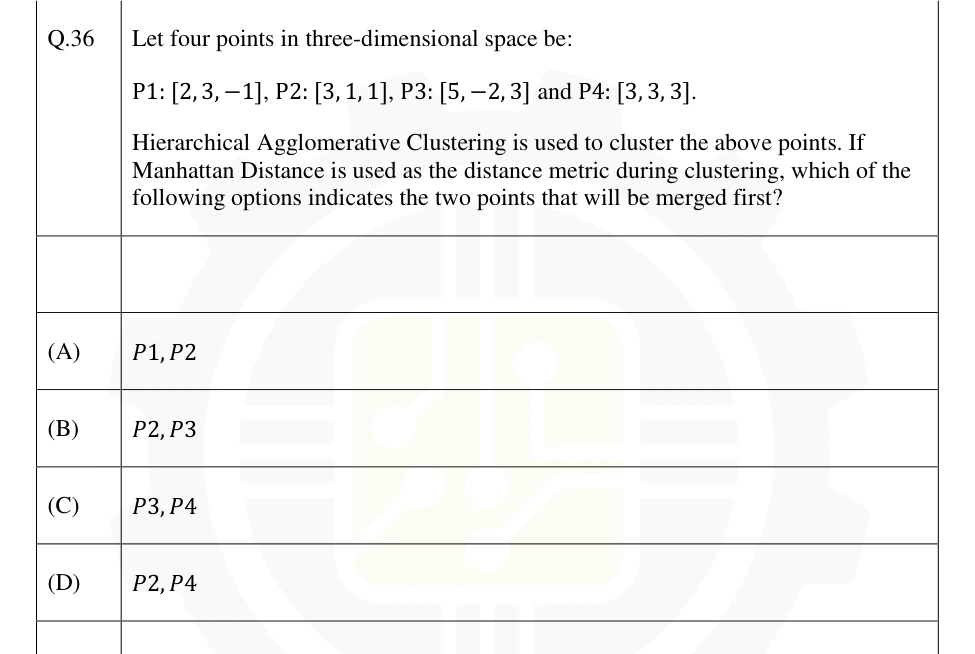 Q.36 Let four points in three-dimensional space be:
P1: [2, 3, −1], P2: [3, 1, 1], P3: [5, −2, 3] and P4: [3, 3, 3].
Hierarchical Agglomerative Clustering is used to cluster the above points. If
Manhattan Distance is used as the distance metric during clustering, which of the
following options indicates the two points that will be merged first?
(A) P1, P2
(B) P2, P3
(C) P3, P4
(D) P2, P4